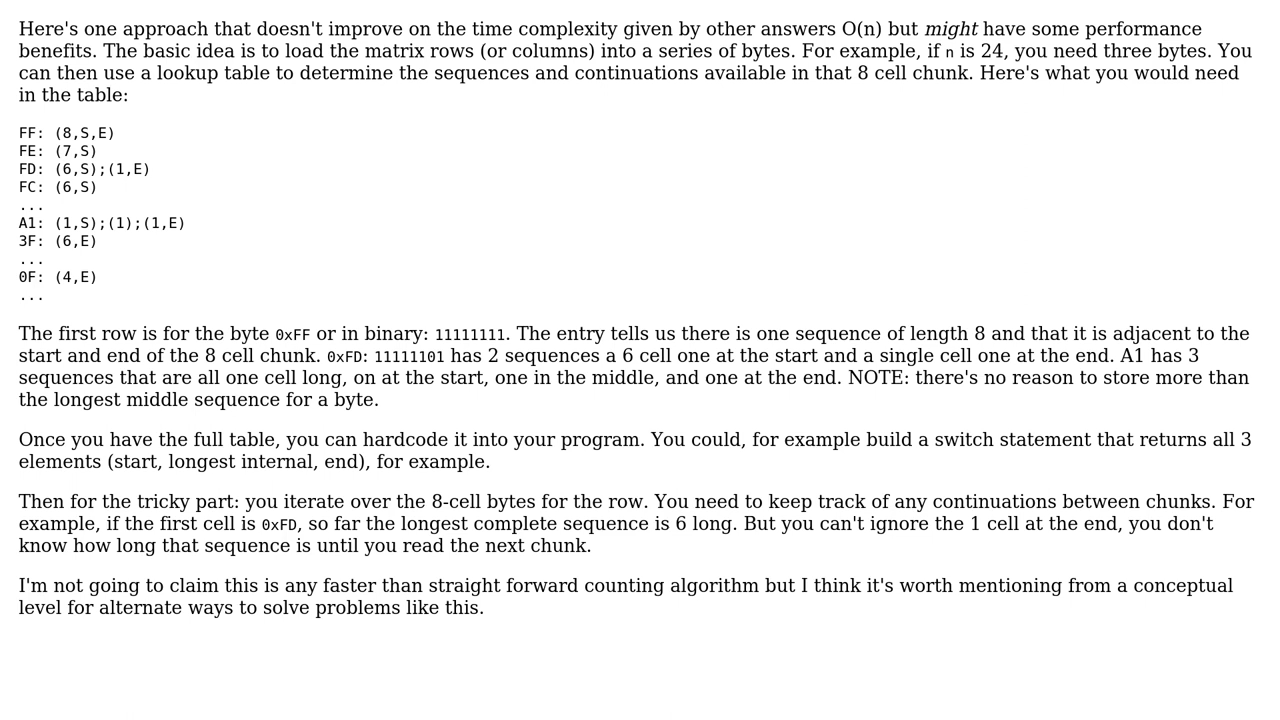 Here's one approach that doesn't improve on the time complexity given by other answers O(n) but might have some performance
benefits. The basic idea is to load the matrix rows (or columns) into a series of bytes. For example, if n is 24, you need three bytes. You
can then use a lookup table to determine the sequences and continuations available in that 8 cell chunk. Here's what you would need
in the table:
FF: (8,S,E)
FE: (7,S)
FD: (6,S);(1,E)
FC: (6,S)
...
A1: (1,S);(1);(1,E)
3F: (6,E)
...
0F: (4,E)
...
The first row is for the byte 0xFF or in binary: 11111111. The entry tells us there is one sequence of length 8 and that it is adjacent to the
start and end of the 8 cell chunk. 0xFD: 11111101 has 2 sequences a 6 cell one at the start and a single cell one at the end. A1 has 3
sequences that are all one cell long, on at the start, one in the middle, and one at the end. NOTE: there's no reason to store more than
the longest middle sequence for a byte.
Once you have the full table, you can hardcode it into your program. You could, for example build a switch statement that returns all 3
elements (start, longest internal, end), for example.
Then for the tricky part: you iterate over the 8-cell bytes for the row. You need to keep track of any continuations between chunks. For
example, if the first cell is 0xFD, so far the longest complete sequence is 6 long. But you can't ignore the 1 cell at the end, you don't
know how long that sequence is until you read the next chunk.
I'm not going to claim this is any faster than straight forward counting algorithm but I think it's worth mentioning from a conceptual
level for alternate ways to solve problems like this.